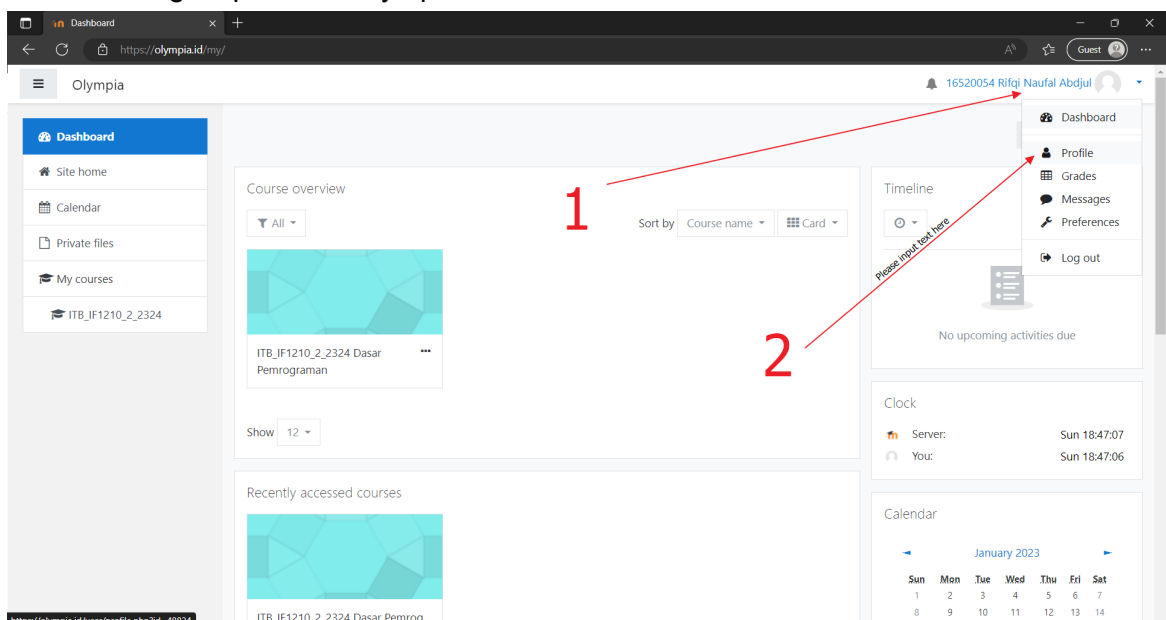 Dashboard
https://olympia.id/my/
Guest
Olympia
16520054 Rifqi Naufal Abdjul
Dashboard
Profile
Grades
Messages
Preferences
Log out
Dashboard
Site home
Calendar
Private files
My courses
ITB_IF1210_2_2324
1
2
Please input text here
Course overview
All
Sort by Course name Card
ITB_IF1210_2_2324 Dasar
Pemrograman
Show 12
Recently accessed courses
ITB_IF1210_2_2324 Dasar Pemrog
Timeline
No upcoming activities due
Clock
Server: Sun 18:47:07
You: Sun 18:47:06
Calendar
January 2023
Sun Mon Tue Wed Thu Fri Sat
1 2 3 4 5 6 7
8 9 10 11 12 13 14